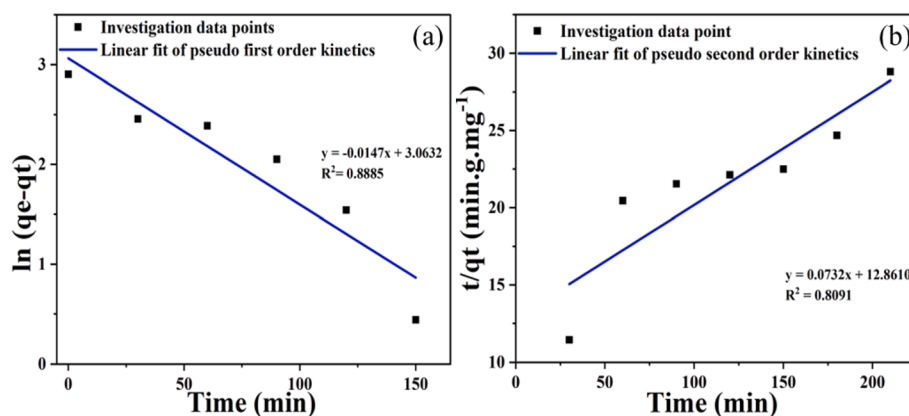 Investigation data points
Linear fit of pseudo first order kinetics
(a)
3
2
1
0
ln (qe-qt)
y = -0.0147x + 3.0632
R²= 0.8885
0 50 100 150
Time (min)
Investigation data point
Linear fit of pseudo second order kinetics
(b)
30
25
20
15
10
t/qt (min.g.mg⁻¹)
y = 0.0732x + 12.8610
R² = 0.8091
0 50 100 150 200
Time (min)